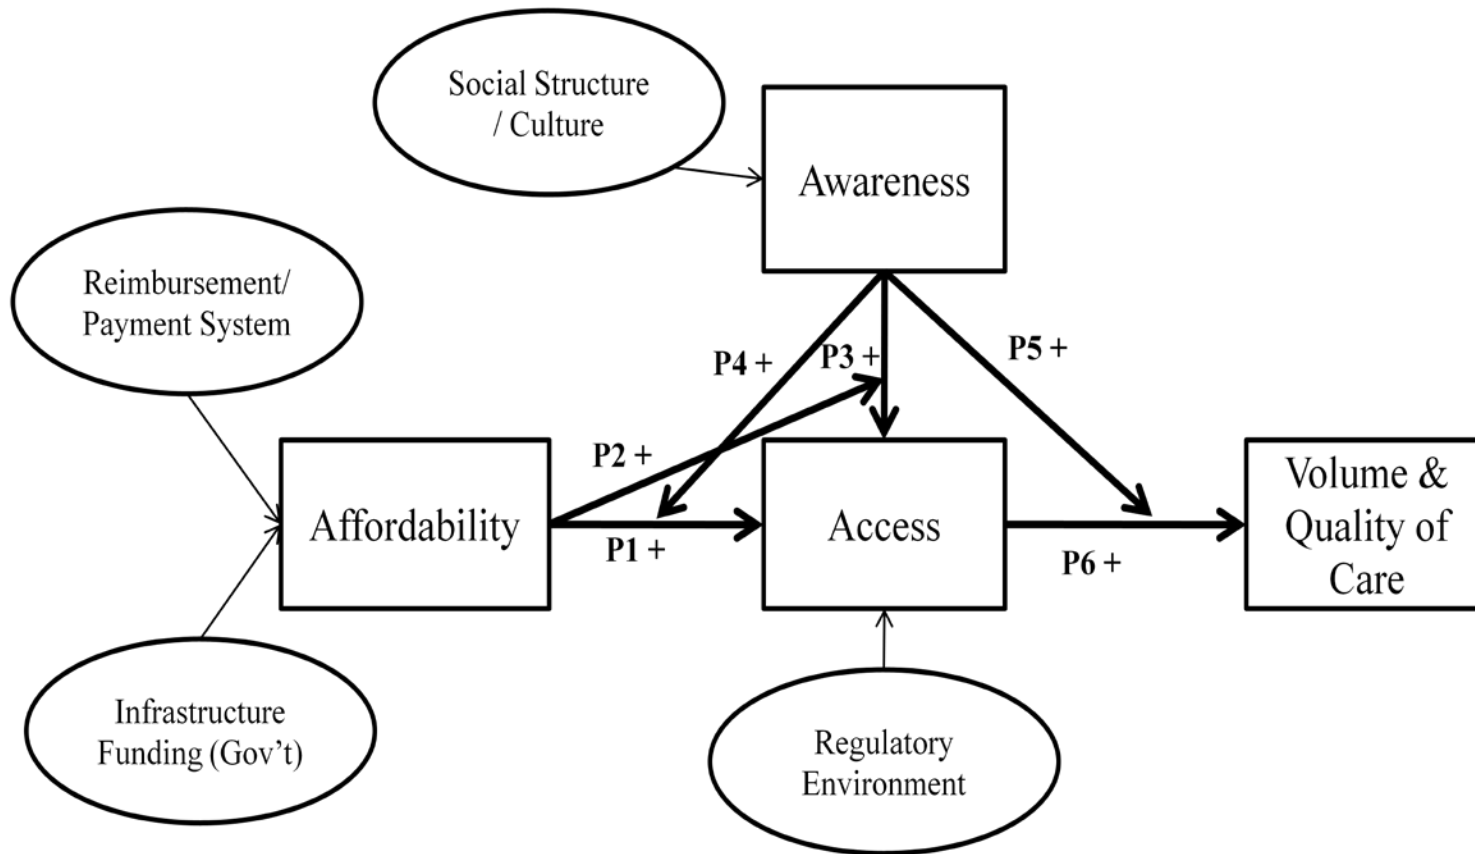 Social Structure
/ Culture
Awareness
Reimbursement/
Payment System
P4 +
P3 +
P5 +
P2 +
Affordability
P1 +
Access
P6 +
Volume &
Quality of
Care
Infrastructure
Funding (Gov’t)
Regulatory
Environment